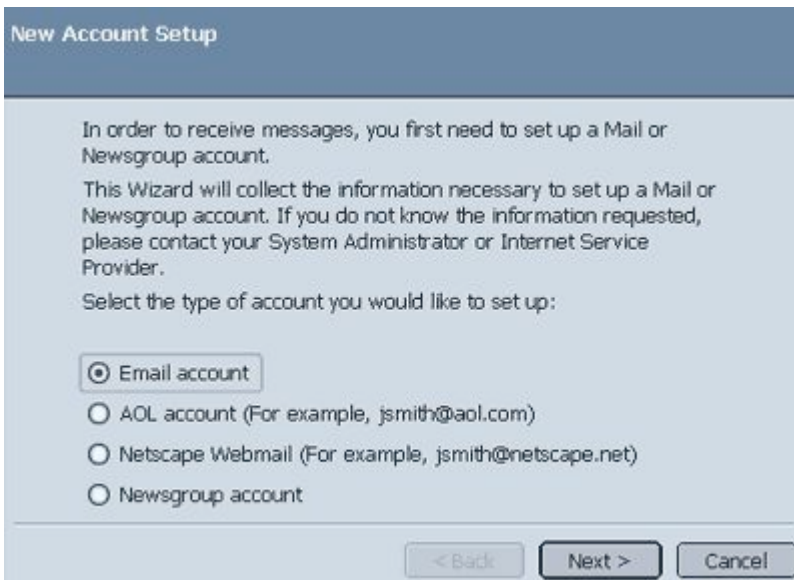 New Account Setup
In order to receive messages, you first need to set up a Mail or
Newsgroup account.
This Wizard will collect the information necessary to set up a Mail or
Newsgroup account. If you do not know the information requested,
please contact your System Administrator or Internet Service
Provider.
Select the type of account you would like to set up:
Email account
AOL account (For example, jsmith@aol.com)
Netscape Webmail (For example, jsmith@netscape.net)
Newsgroup account
< Back Next > Cancel